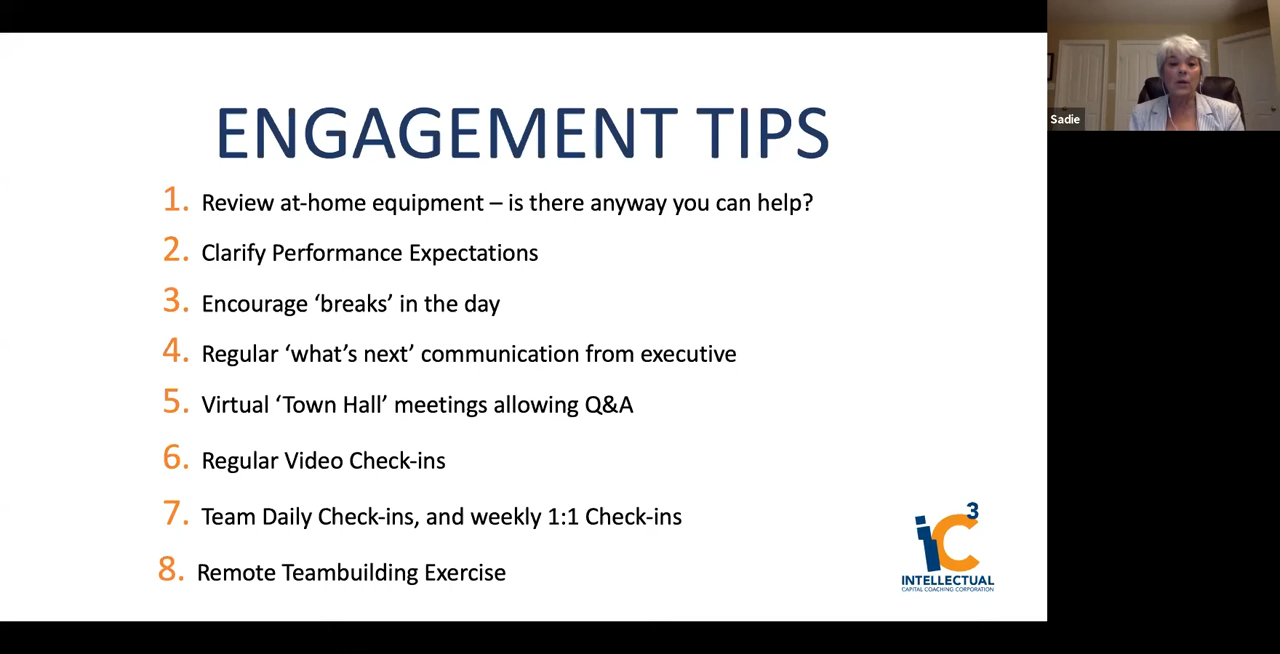 ENGAGEMENT TIPS
1. Review at-home equipment – is there anyway you can help?
2. Clarify Performance Expectations
3. Encourage ‘breaks’ in the day
4. Regular ‘what’s next’ communication from executive
5. Virtual ‘Town Hall’ meetings allowing Q&A
6. Regular Video Check-ins
7. Team Daily Check-ins, and weekly 1:1 Check-ins
8. Remote Teambuilding Exercise
iC3
INTELLECTUAL
CAPITAL COACHING CORPORATION
Sadie